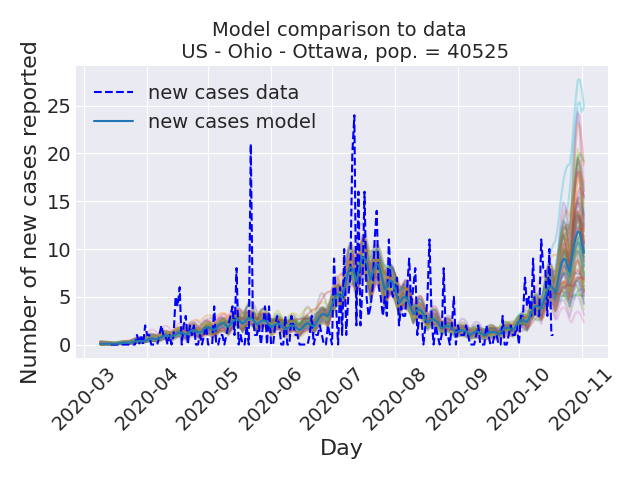 Model comparison to data
US - Ohio - Ottawa, pop. = 40525
Number of new cases reported
25
20
15
10
5
0
new cases data
new cases model
2020-03
2020-04
2020-05
2020-06
2020-07
2020-08
2020-09
2020-10
2020-11
Day